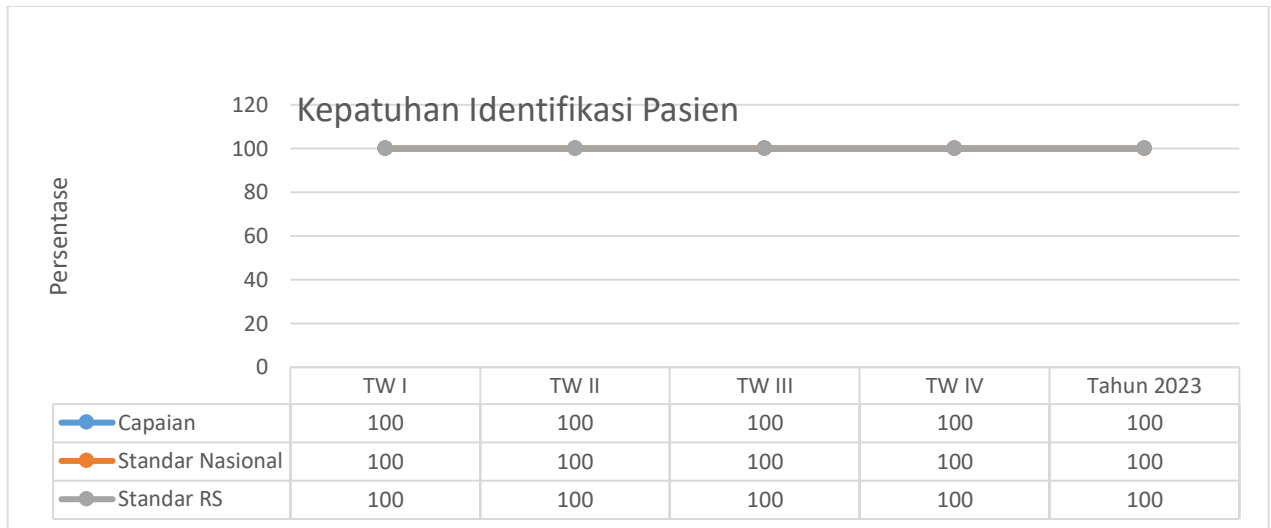 Kepatuhan Identifikasi Pasien
Persentase
120
100
80
60
40
20
0
TW I TW II TW III TW IV Tahun 2023
Capaian 100 100 100 100 100
Standar Nasional 100 100 100 100 100
Standar RS 100 100 100 100 100